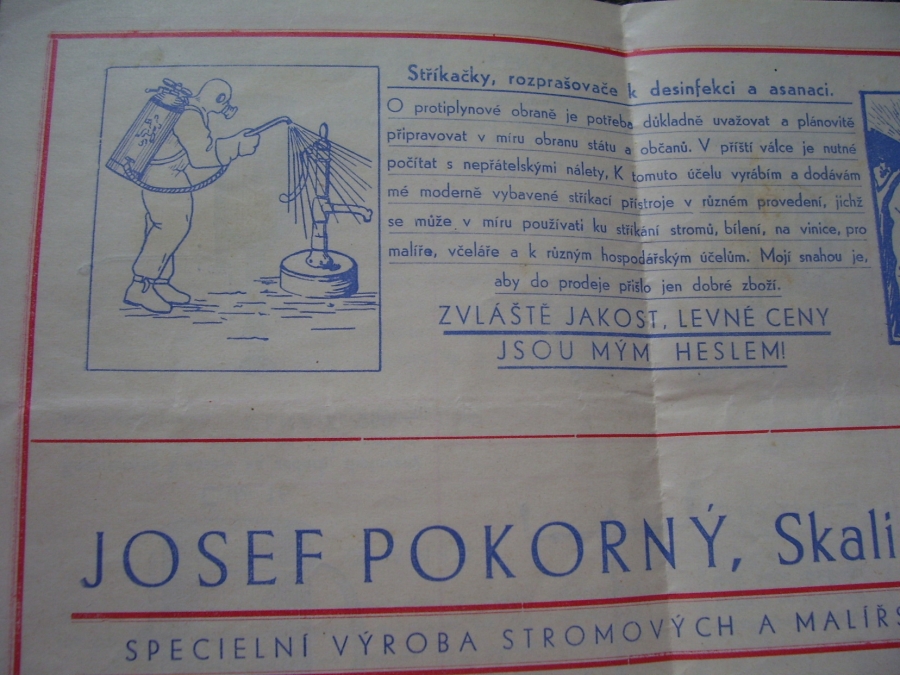 Stříkačky, rozprašovače k desinfekci a asanaci.
O protiplynové obraně je potřeba důkladně uvažovat a plánovitě
připravovat v míru obranu státu a občanů. V příští válce je nutné
počítat s nepřátelskými nálety, K tomuto účelu vyrábím a dodávám
mé moderně vybavené stříkací přístroje v různém provedení, jichž
se může v míru používati ku stříkání stromů, bílení, na vinice, pro
malíře, včeláře a k různým hospodářským účelům. Mojí snahou je,
aby do prodeje přišlo jen dobré zboží.
ZVLÁŠTĚ JAKOST, LEVNÉ CENY
JSOU MÝM HESLEM!
JOSEF POKORNÝ, Skali
SPECIELNÍ VÝROBA STROMOVÝCH A MALÍŘS